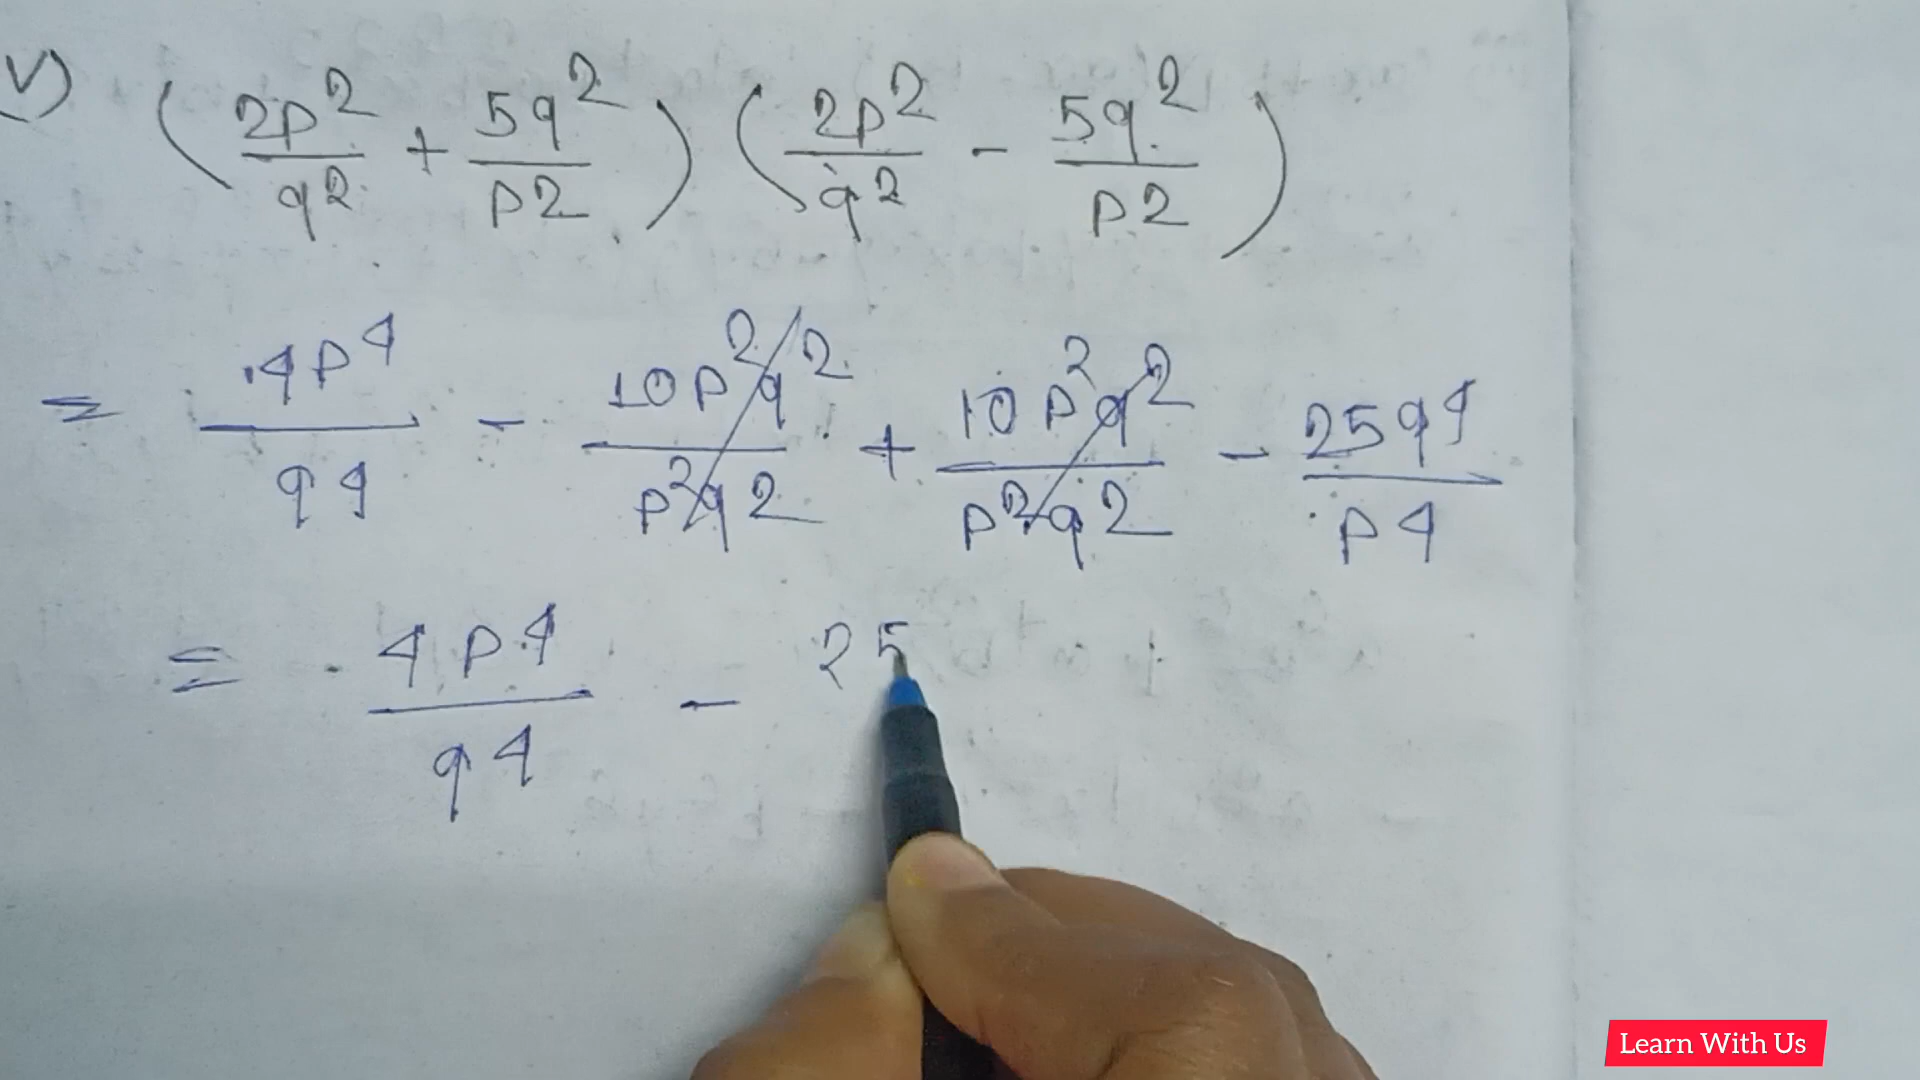 v) (2p²/q² + 5q²/p²) (2p²/q² - 5q²/p²)
= 4p⁴/q⁴ - 10p²q²/p²q² + 10p²q²/p²q² - 25q⁴/p⁴
= 4p⁴/q⁴ - 25
Learn With Us